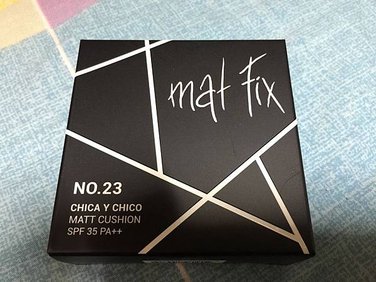 mat fix
NO.23
CHICA Y CHICO
MATT CUSHION
SPF 35 PA++